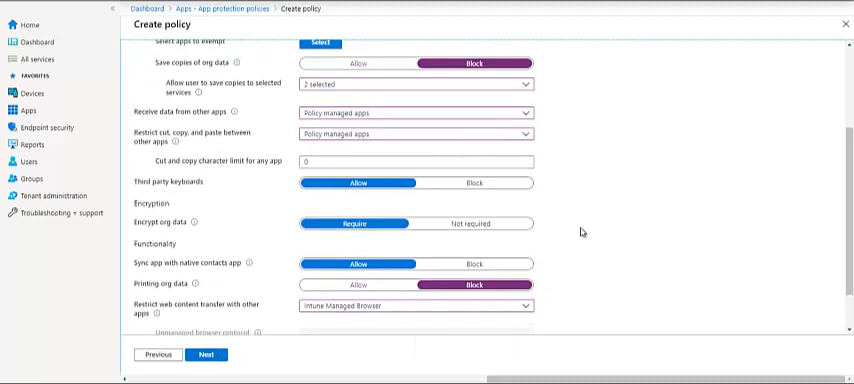 Dashboard > Apps - App protection policies > Create policy
Create policy
Home
Dashboard
All services
FAVORITES
Devices
Apps
Endpoint security
Reports
Users
Groups
Tenant administration
Troubleshooting + support
Select apps to exempt
Select
Save copies of org data
Allow
Block
Allow user to save copies to selected
services
2 selected
Receive data from other apps
Policy managed apps
Restrict cut, copy, and paste between
other apps
Policy managed apps
Cut and copy character limit for any app
0
Third party keyboards
Allow
Block
Encryption
Encrypt org data
Require
Not required
Functionality
Sync app with native contacts app
Allow
Block
Printing org data
Allow
Block
Restrict web content transfer with other
apps
Intune Managed Browser
Unmanaged browser protocol
Previous
Next